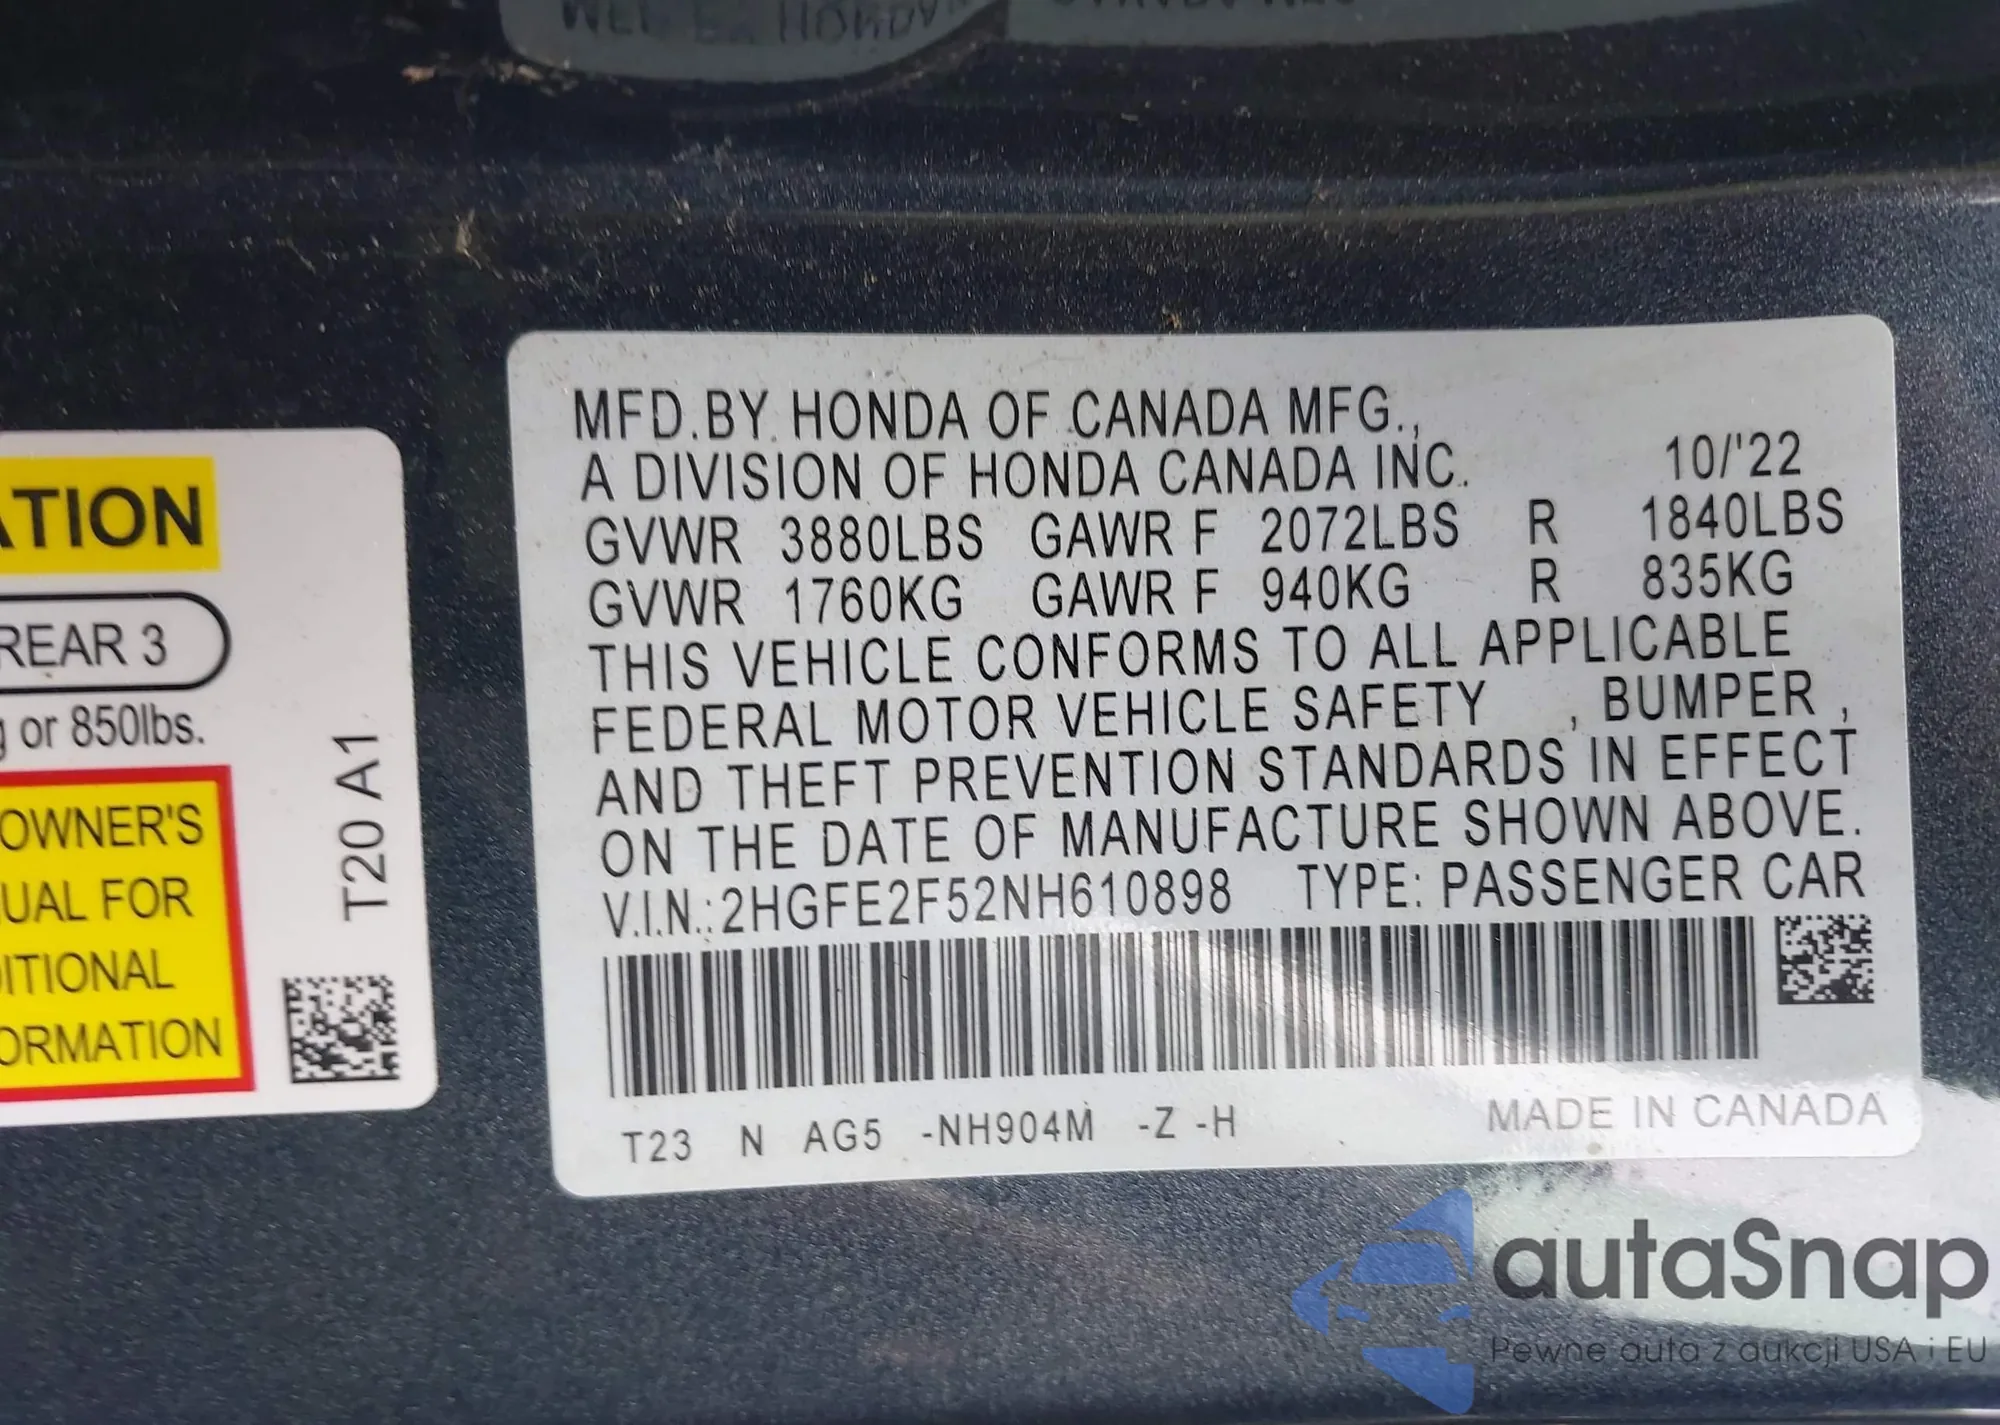 MFD.BY HONDA OF CANADA MFG.,
A DIVISION OF HONDA CANADA INC. 10/'22
GVWR 3880LBS GAWR F 2072LBS R 1840LBS
GVWR 1760KG GAWR F 940KG R 835KG
THIS VEHICLE CONFORMS TO ALL APPLICABLE
FEDERAL MOTOR VEHICLE SAFETY , BUMPER ,
AND THEFT PREVENTION STANDARDS IN EFFECT
ON THE DATE OF MANUFACTURE SHOWN ABOVE.
V.I.N.:2HGFE2F52NH610898 TYPE: PASSENGER CAR
T23 N AG5 -NH904M -Z -H
MADE IN CANADA
ATION
REAR 3
g or 850lbs.
OWNER'S
UAL FOR
ITIONAL
ORMATION
T20 A1
autaSnap
Pewne auta z aukcji USA i EU